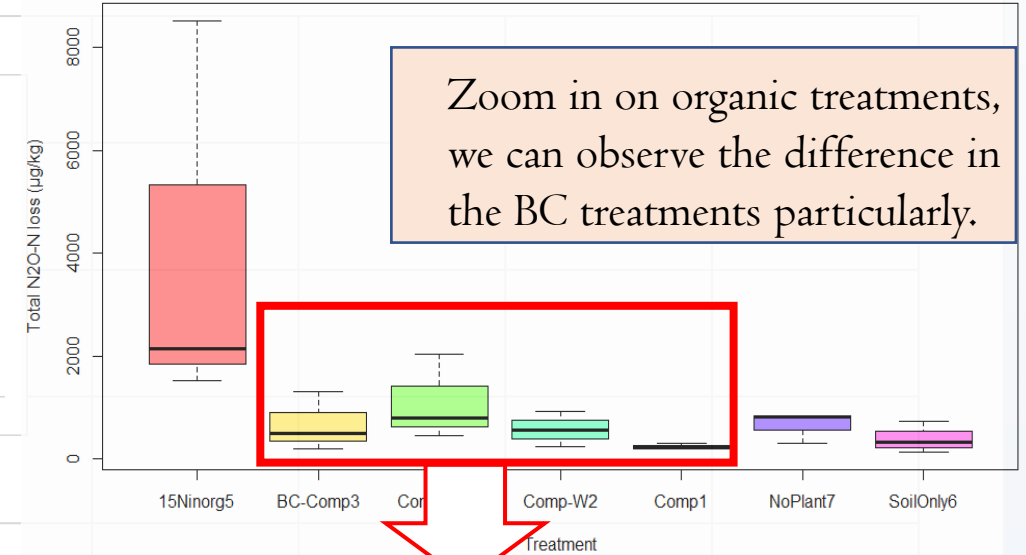 Zoom in on organic treatments,
we can observe the difference in
the BC treatments particularly.
Total N2O-N loss (µg/kg)
8000
6000
4000
2000
0
15Ninorg5 BC-Comp3 Comp-W2 Comp1 NoPlant7 SoilOnly6
Treatment